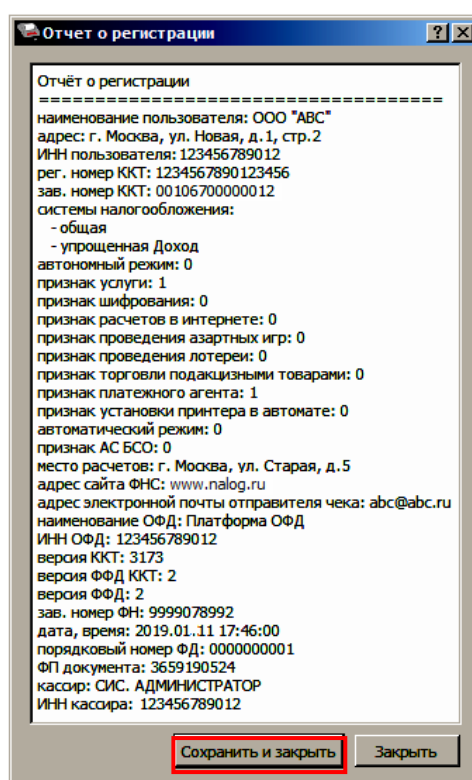 Отчет о регистрации
Отчёт о регистрации
====================================
наименование пользователя: ООО "АВС"
адрес: г. Москва, ул. Новая, д.1, стр.2
ИНН пользователя: 123456789012
рег. номер ККТ: 1234567890123456
зав. номер ККТ: 00106700000012
системы налогообложения:
- общая
- упрощенная Доход
автономный режим: 0
признак услуги: 1
признак шифрования: 0
признак расчетов в интернете: 0
признак проведения азартных игр: 0
признак проведения лотереи: 0
признак торговли подакцизными товарами: 0
признак платежного агента: 1
признак установки принтера в автомате: 0
автоматический режим: 0
признак АС БСО: 0
место расчетов: г. Москва, ул. Старая, д.5
адрес сайта ФНС: www.nalog.ru
адрес электронной почты отправителя чека: abc@abc.ru
наименование ОФД: Платформа ОФД
ИНН ОФД: 123456789012
версия ККТ: 3173
версия ФФД ККТ: 2
версия ФФД: 2
зав. номер ФН: 9999078992
дата, время: 2019.01.11 17:46:00
порядковый номер ФД: 0000000001
ФП документа: 3659190524
кассир: СИС. АДМИНИСТРАТОР
ИНН кассира: 123456789012
Сохранить и закрыть Закрыть